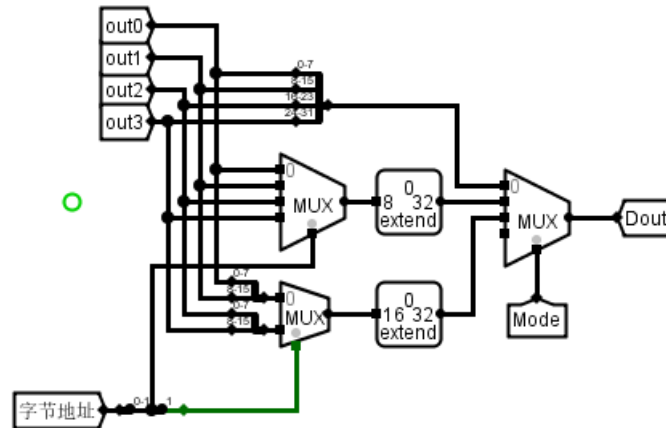 out0
out1
out2
out3
0-7
8-15
16-23
24-31
0
MUX
0
8 32
extend
0
MUX
Dout
Mode
0-7
8-15
0-7
8-15
0
MUX
0
16 32
extend
字节地址
0-1
1